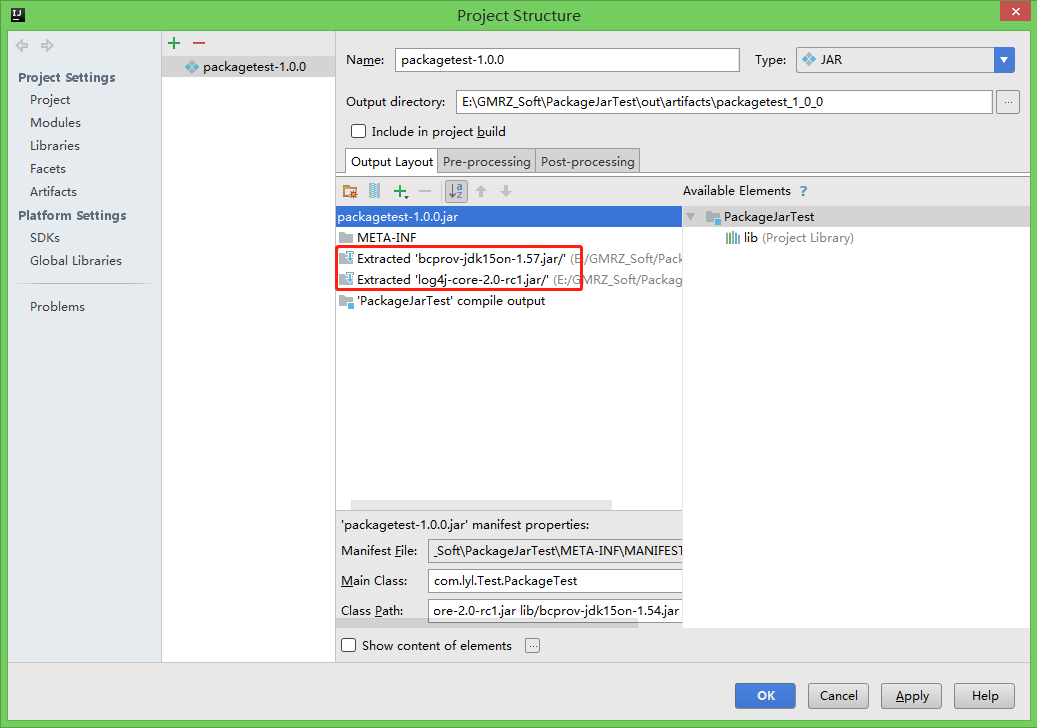 Project Structure
Project Settings
Project
Modules
Libraries
Facets
Artifacts
Platform Settings
SDKs
Global Libraries
Problems
packagetest-1.0.0
Name: packagetest-1.0.0 Type: JAR
Output directory: E:\GMRZ_Soft\PackageJarTest\out\artifacts\packagetest_1_0_0 ...
Include in project build
Output Layout Pre-processing Post-processing
Available Elements ?
packagetest-1.0.0.jar
META-INF
Extracted 'bcprov-jdk15on-1.57.jar/' (E:/GMRZ_Soft/Pack
Extracted 'log4j-core-2.0-rc1.jar/' (E:/GMRZ_Soft/Packag
'PackageJarTest' compile output
PackageJarTest
lib (Project Library)
'packagetest-1.0.0.jar' manifest properties:
Manifest File: _Soft\PackageJarTest\META-INF\MANIFEST
Main Class: com.lyl.Test.PackageTest
Class Path: ore-2.0-rc1.jar lib/bcprov-jdk15on-1.54.jar
Show content of elements ...
OK Cancel Apply Help